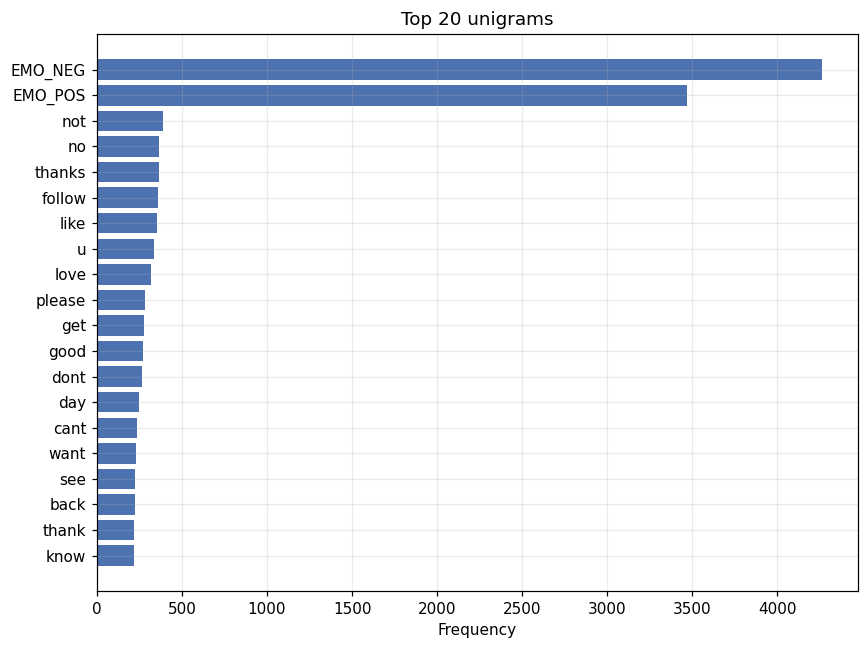 Top 20 unigrams
EMO_NEG
EMO_POS
not
no
thanks
follow
like
u
love
please
get
good
dont
day
cant
want
see
back
thank
know
0 500 1000 1500 2000 2500 3000 3500 4000
Frequency